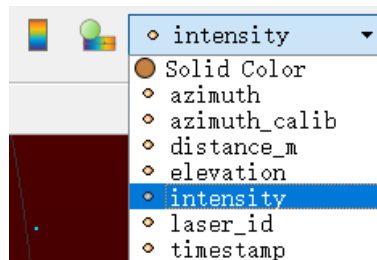 intensity
Solid Color
azimuth
azimuth_calib
distance_m
elevation
intensity
laser_id
timestamp